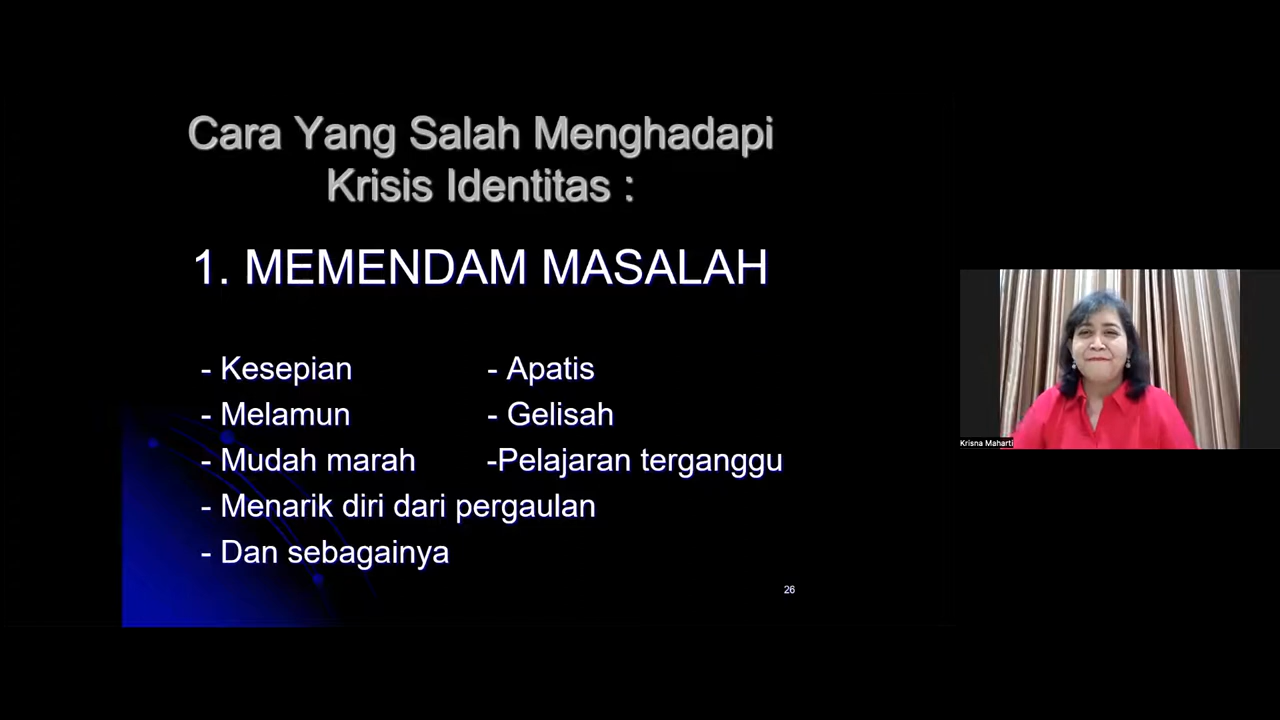 Cara Yang Salah Menghadapi
Krisis Identitas :
1. MEMENDAM MASALAH
- Kesepian - Apatis
- Melamun - Gelisah
- Mudah marah -Pelajaran terganggu
- Menarik diri dari pergaulan
- Dan sebagainya
26
Krisna Maharti